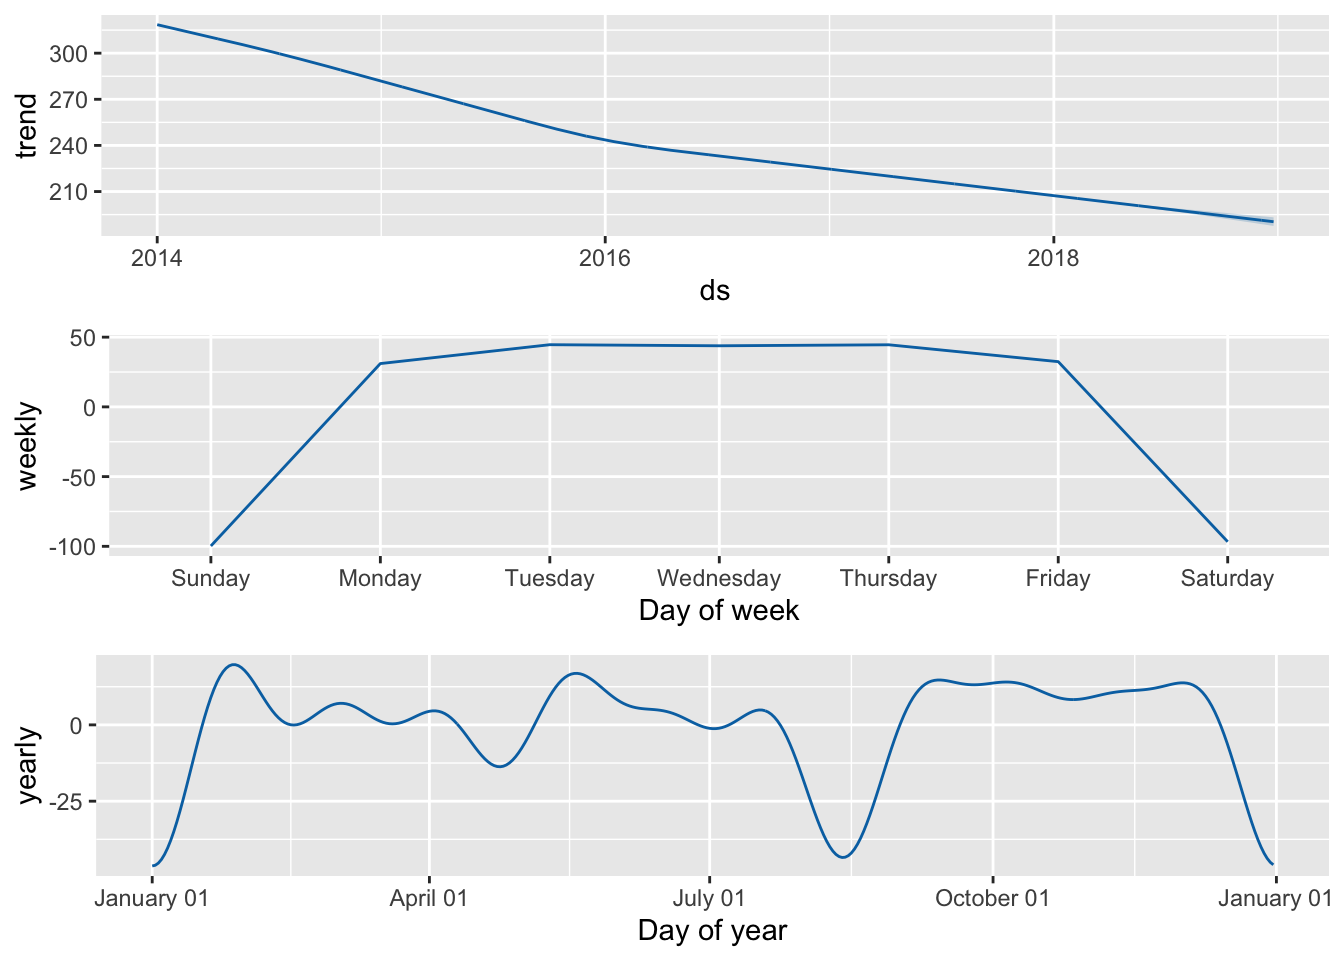 trend
300
270
240
210
2014 2016 2018
ds
weekly
50
0
-50
-100
Sunday Monday Tuesday Wednesday Thursday Friday Saturday
Day of week
yearly
0
-25
January 01 April 01 July 01 October 01 January 01
Day of year